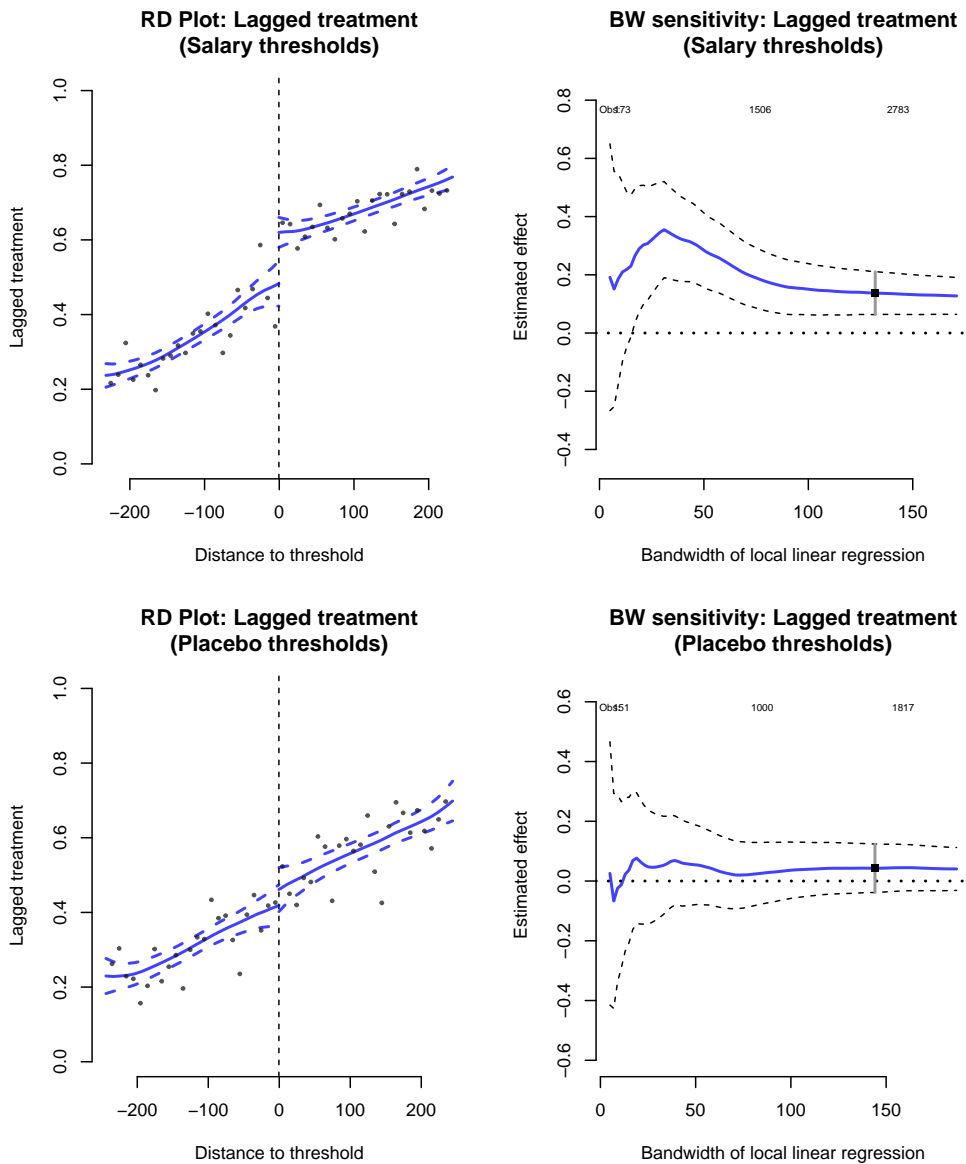 RD Plot: Lagged treatment
(Salary thresholds)
Lagged treatment
0.0 0.2 0.4 0.6 0.8 1.0
−200 −100 0 100 200
Distance to threshold
BW sensitivity: Lagged treatment
(Salary thresholds)
Estimated effect
−0.4 −0.2 0.0 0.2 0.4 0.6 0.8
173 1506 2783
0 50 100 150
Bandwidth of local linear regression
RD Plot: Lagged treatment
(Placebo thresholds)
Lagged treatment
0.0 0.2 0.4 0.6 0.8 1.0
−200 −100 0 100 200
Distance to threshold
BW sensitivity: Lagged treatment
(Placebo thresholds)
Estimated effect
−0.6 −0.4 −0.2 0.0 0.2 0.4 0.6
151 1000 1817
0 50 100 150
Bandwidth of local linear regression